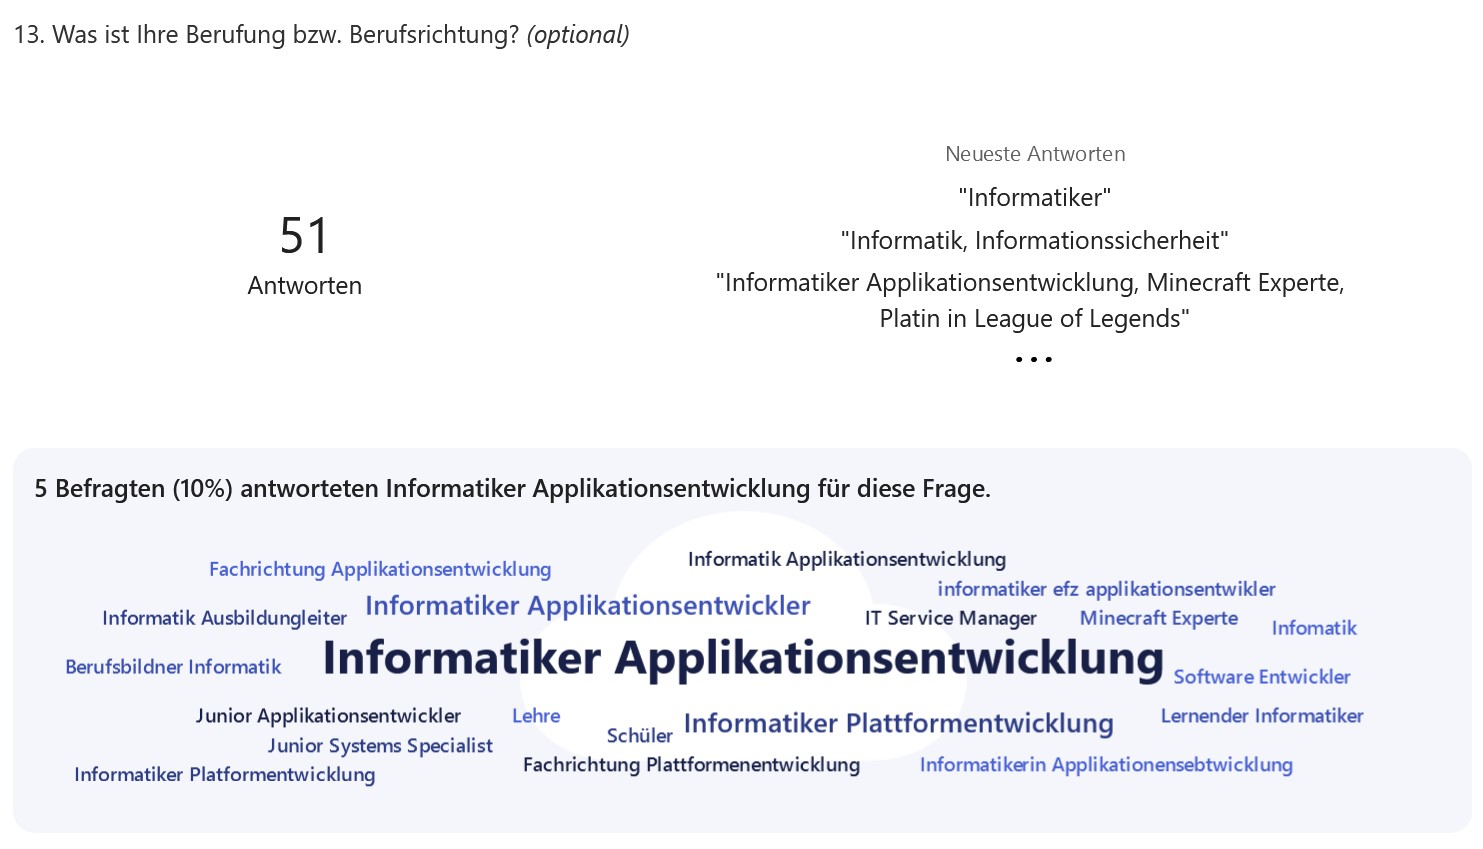 13. Was ist Ihre Berufung bzw. Berufsrichtung? (optional)
51
Antworten
Neueste Antworten
"Informatiker"
"Informatik, Informationssicherheit"
"Informatiker Applikationsentwicklung, Minecraft Experte,
Platin in League of Legends"
...
5 Befragten (10%) antworteten Informatiker Applikationsentwicklung für diese Frage.
Informatik Applikationsentwicklung
Fachrichtung Applikationsentwicklung
informatiker efz applikationsentwikler
Informatik Ausbildungleiter
Informatiker Applikationsentwickler
IT Service Manager
Minecraft Experte
Infomatik
Berufsbildner Informatik
Informatiker Applikationsentwicklung
Software Entwickler
Junior Applikationsentwickler
Lehre
Schüler
Informatiker Plattformentwicklung
Lernender Informatiker
Junior Systems Specialist
Informatiker Platformentwicklung
Fachrichtung Plattformenentwicklung
Informatikerin Applikationensebtwicklung